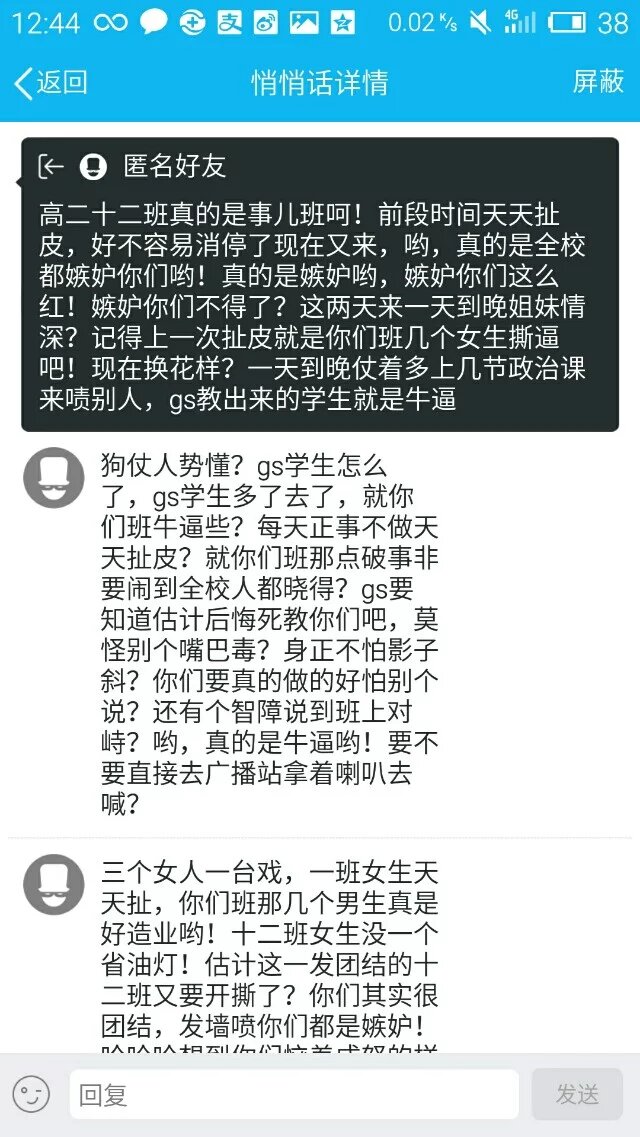 12:44
0.02 K/s
4G
38
返回
悄悄话详情
屏蔽
匿名好友
高二十二班真的是事儿班呵！前段时间天天扯
皮，好不容易消停了现在又来，哟，真的是全校
都嫉妒你们哟！真的是嫉妒哟，嫉妒你们这么
红！嫉妒你们不得了？这两天来一天到晚姐妹情
深？记得上一次扯皮就是你们班几个女生撕逼
吧！现在换花样？一天到晚仗着多上几节政治课
来啧别人，gs教出来的学生就是牛逼
狗仗人势懂？gs学生怎么
了，gs学生多了去了，就你
们班牛逼些？每天正事不做天
天扯皮？就你们班那点破事非
要闹到全校人都晓得？gs要
知道估计后悔死教你们吧，莫
怪别个嘴巴毒？身正不怕影子
斜？你们要真的做的好怕别个
说？还有个智障说到班上对
峙？哟，真的是牛逼哟！要不
要直接去广播站拿着喇叭去
喊？
三个女人一台戏，一班女生天
天扯，你们班那几个男生真是
好造业哟！十二班女生没一个
省油灯！估计这一发团结的十
二班又要开撕了？你们其实很
团结，发墙喷你们都是嫉妒！
回复
发送